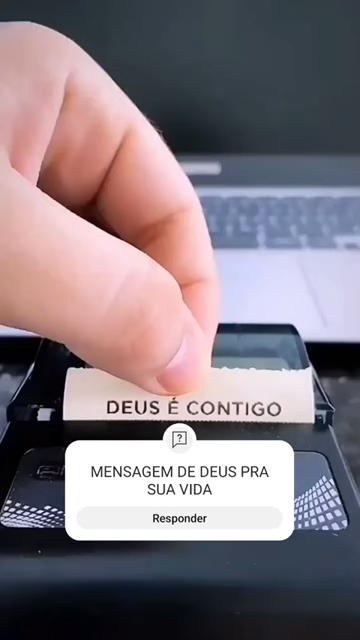 DEUS É CONTIGO
MENSAGEM DE DEUS PRA
SUA VIDA
Responder